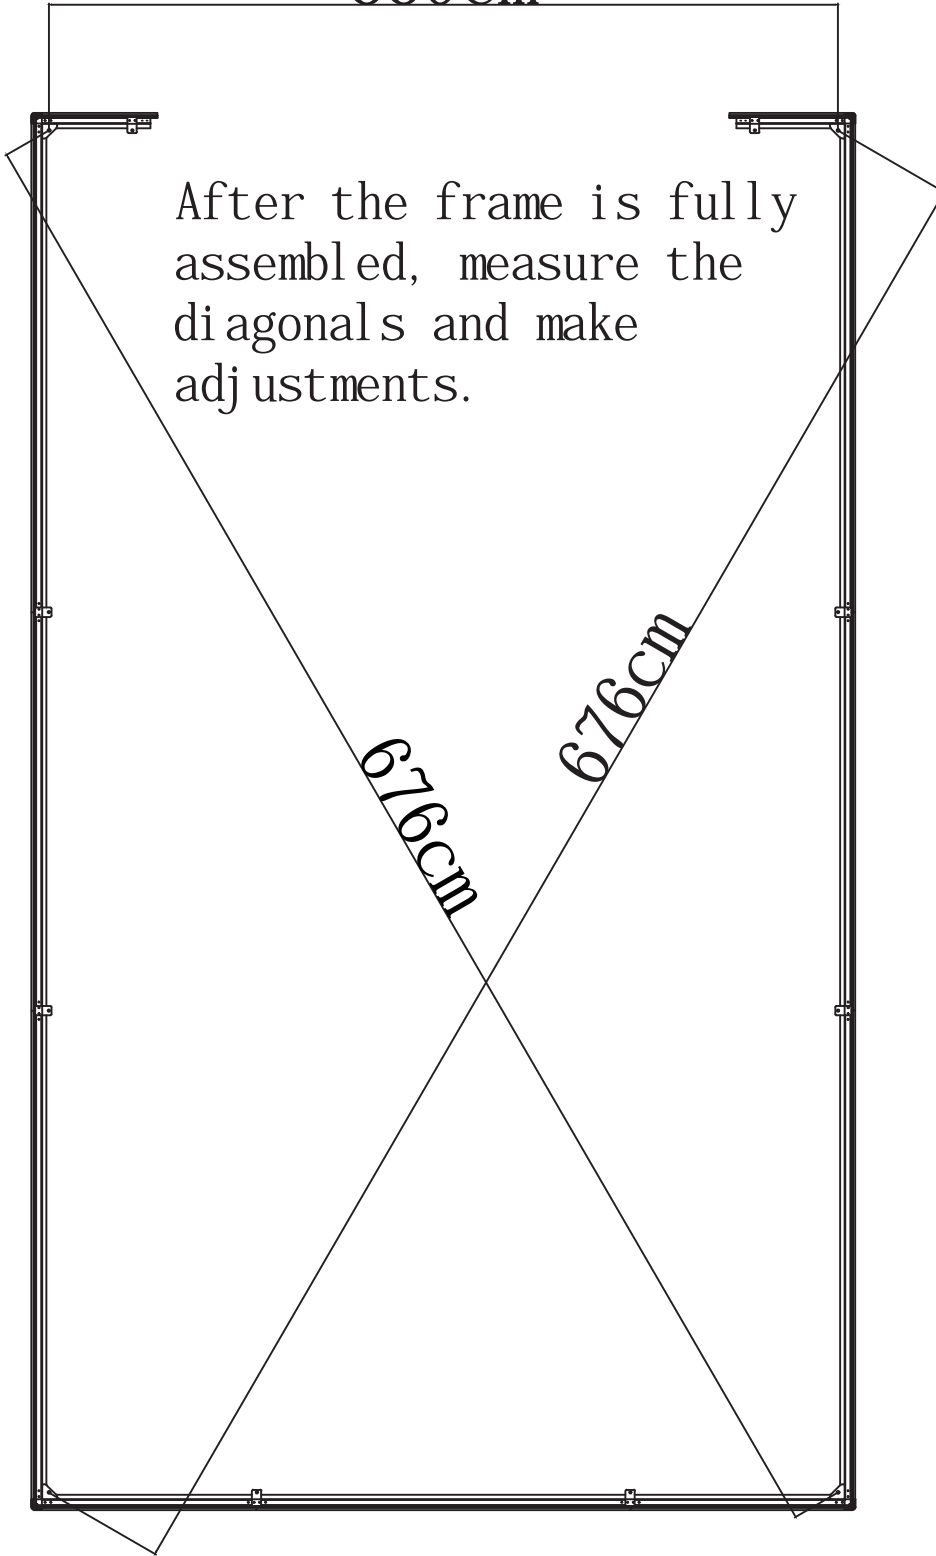 After the frame is fully
assembled, measure the
diagonals and make
adjustments.
676cm
676cm